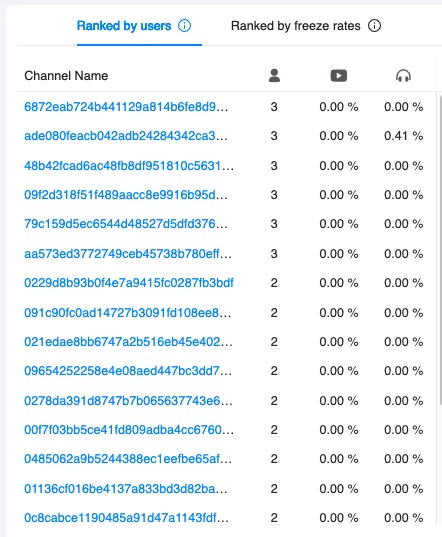 Ranked by users Ranked by freeze rates
Channel Name
6872eab724b441129a814b6fe8d9... 3 0.00 % 0.00 %
ade080feacb042adb24284342ca3... 3 0.00 % 0.41 %
48b42fcad6ac48fb8df951810c5631... 3 0.00 % 0.00 %
09f2d318f51f489aacc8e9916b95d... 3 0.00 % 0.00 %
79c159d5ec6544d48527d5dfd376... 3 0.00 % 0.00 %
aa573ed3772749ceb45738b780eff... 3 0.00 % 0.00 %
0229d8b93b0f4e7a9415fc0287fb3bdf 2 0.00 % 0.00 %
091c90fc0ad14727b3091fd108ee8... 2 0.00 % 0.00 %
021edae8bb6747a2b516eb45e402... 2 0.00 % 0.00 %
09654252258e4e08aed447bc3dd7... 2 0.00 % 0.00 %
0278da391d8747b7b065637743e6... 2 0.00 % 0.00 %
00f7f03bb5ce41fd809adba4cc6760... 2 0.00 % 0.00 %
0485062a9b5244388ec1eefbe65af... 2 0.00 % 0.00 %
01136cf016be4137a833bd3d82ba... 2 0.00 % 0.00 %
0c8cabce1190485a91d47a1143fdf... 2 0.00 % 0.00 %